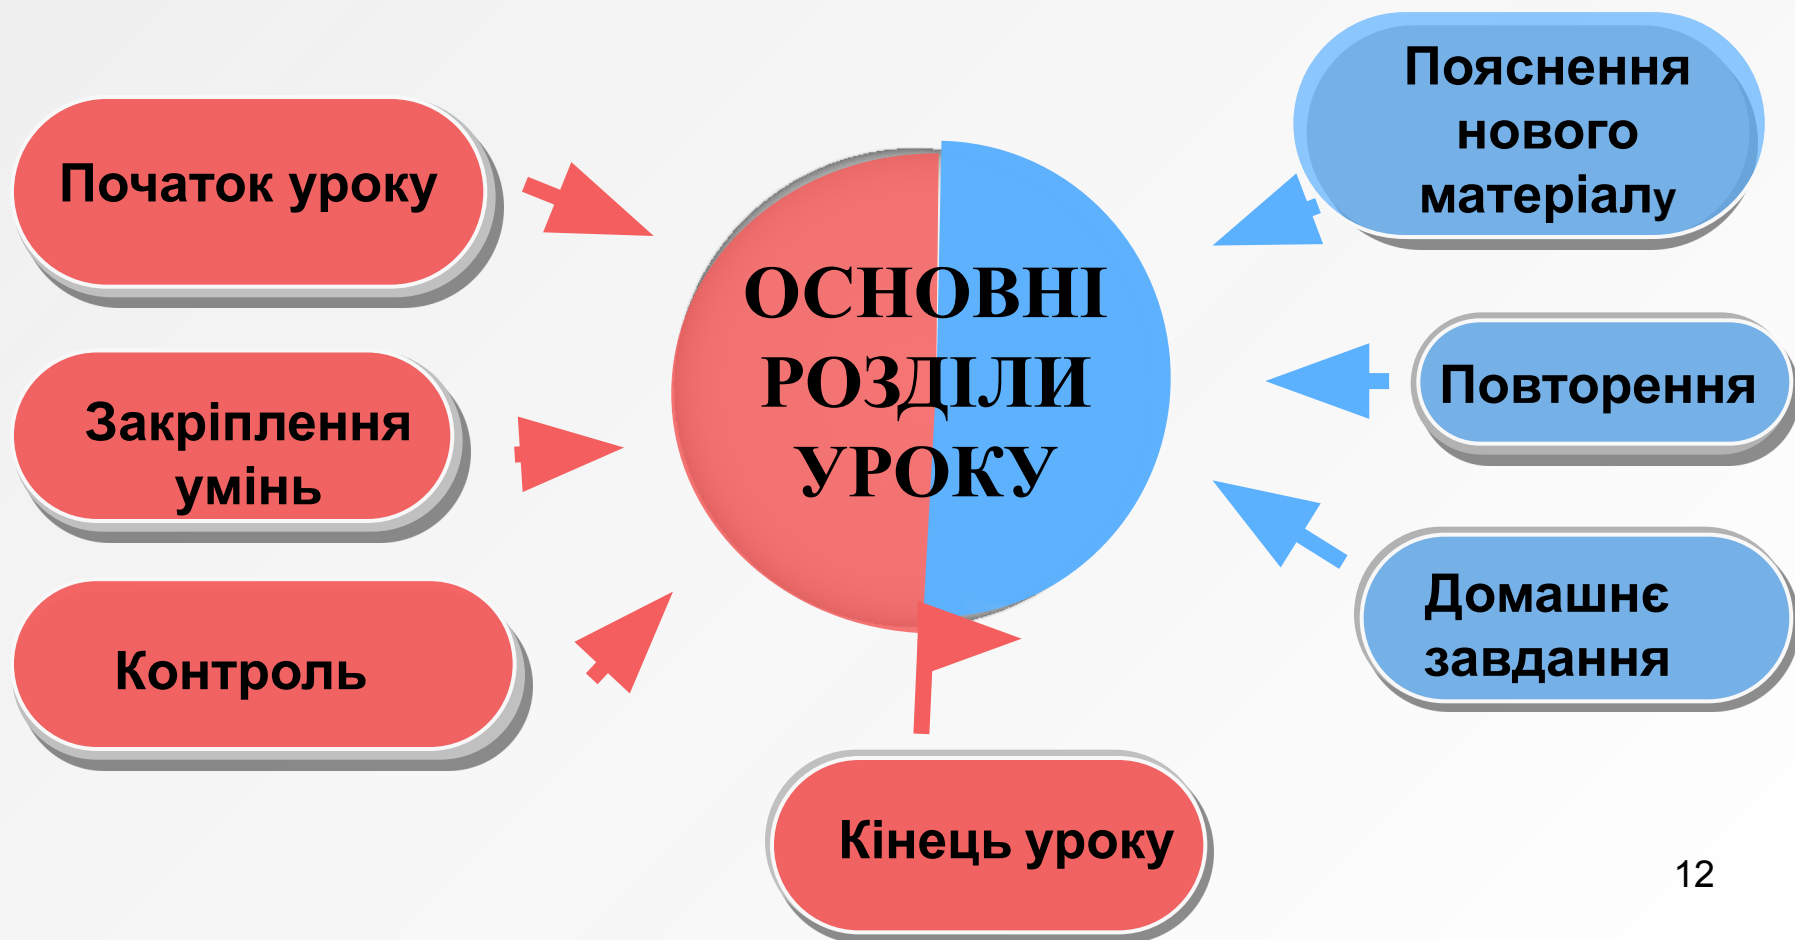 Початок уроку
Закріплення
умінь
Контроль
ОСНОВНІ
РОЗДІЛИ
УРОКУ
Пояснення
нового
матеріалу
Повторення
Домашнє
завдання
Кінець уроку
12